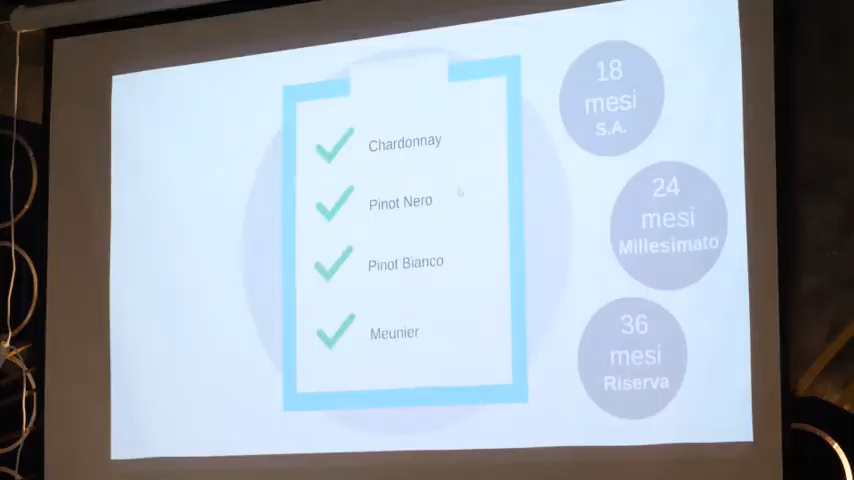 Chardonnay
Pinot Nero
Pinot Bianco
Meunier
18
mesi
S.A.
24
mesi
Millesimato
36
mesi
Riserva